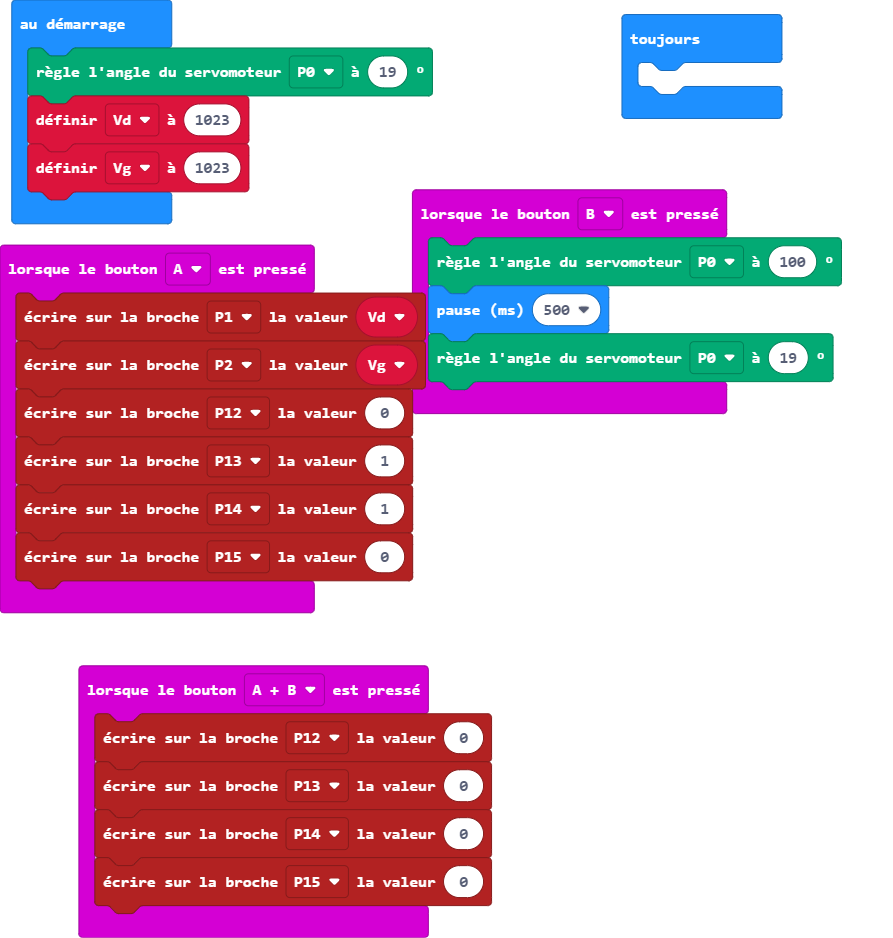 au démarrage
règle l'angle du servomoteur P0 à 19 °
définir Vd à 1023
définir Vg à 1023
toujours
lorsque le bouton A est pressé
écrire sur la broche P1 la valeur Vd
écrire sur la broche P2 la valeur Vg
écrire sur la broche P12 la valeur 0
écrire sur la broche P13 la valeur 1
écrire sur la broche P14 la valeur 1
écrire sur la broche P15 la valeur 0
lorsque le bouton B est pressé
règle l'angle du servomoteur P0 à 100 °
pause (ms) 500
règle l'angle du servomoteur P0 à 19 °
lorsque le bouton A + B est pressé
écrire sur la broche P12 la valeur 0
écrire sur la broche P13 la valeur 0
écrire sur la broche P14 la valeur 0
écrire sur la broche P15 la valeur 0